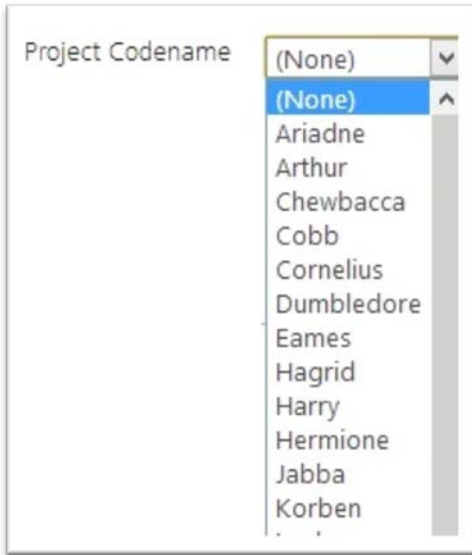 Project Codename
(None)
(None)
Ariadne
Arthur
Chewbacca
Cobb
Cornelius
Dumbledore
Eames
Hagrid
Harry
Hermione
Jabba
Korben